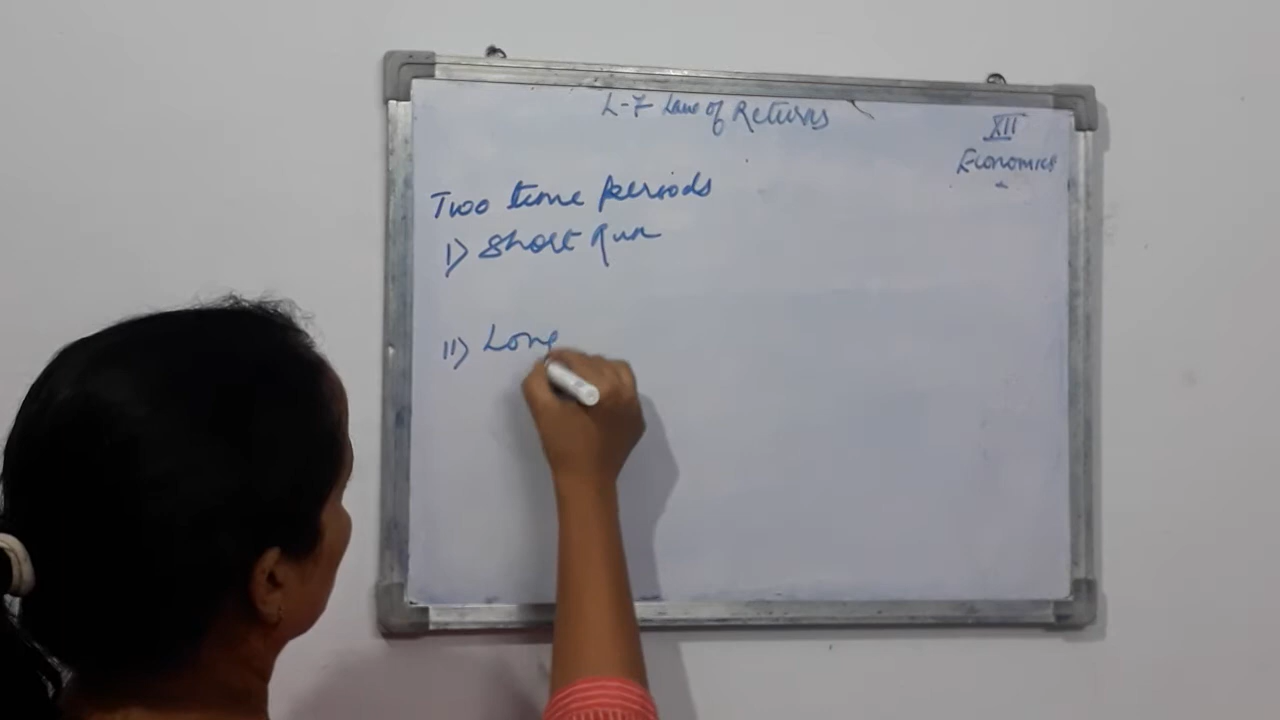 L-7 Law of Returns
XII
Economics
Two time periods
I) Short Run
II) Long